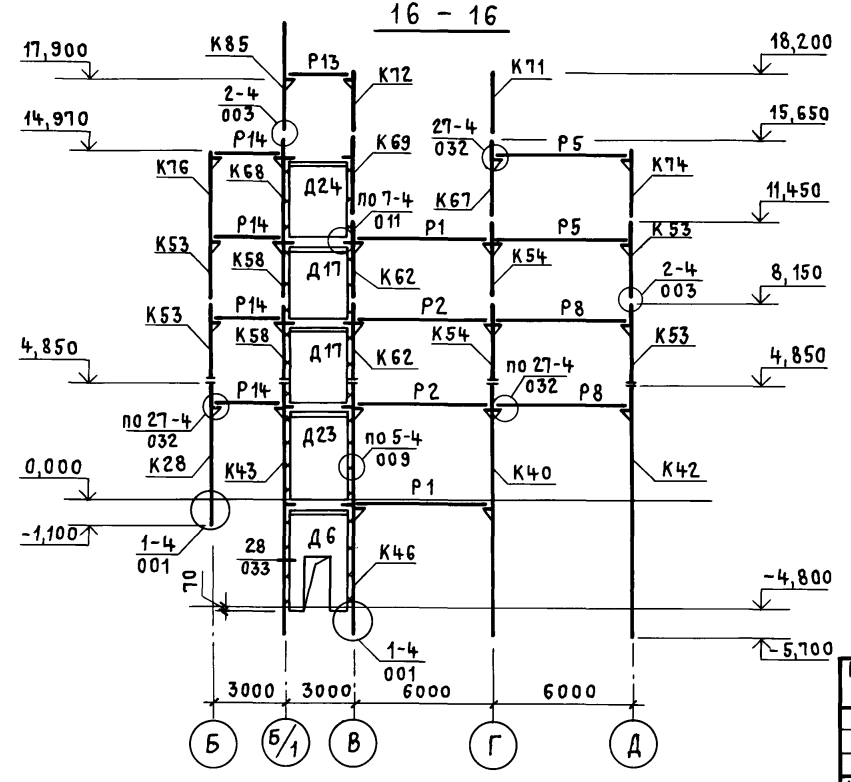 16 - 16
17,900
К85
Р13
К72
К71
18,200
2-4
003
14,970
Р14
К69
27-4
032
Р5
15,650
К76
К68
Д24
К67
К74
11,450
по 7-4
011
Р14
Р1
Р5
К53
К53
К58
Д17
К62
К54
2-4
003
8,150
К53
Р14
Р2
Р8
К58
Д17
К62
К54
К53
4,850
4,850
Р14
Р2
по 27-4
032
Р8
по 27-4
032
Д23
по 5-4
009
К28
К43
К40
К42
0,000
Р1
-1,100
1-4
001
28
033
Д6
К46
70
-4,800
1-4
001
-5,700
3000
3000
6000
6000
Б
Б/1
В
Г
Д